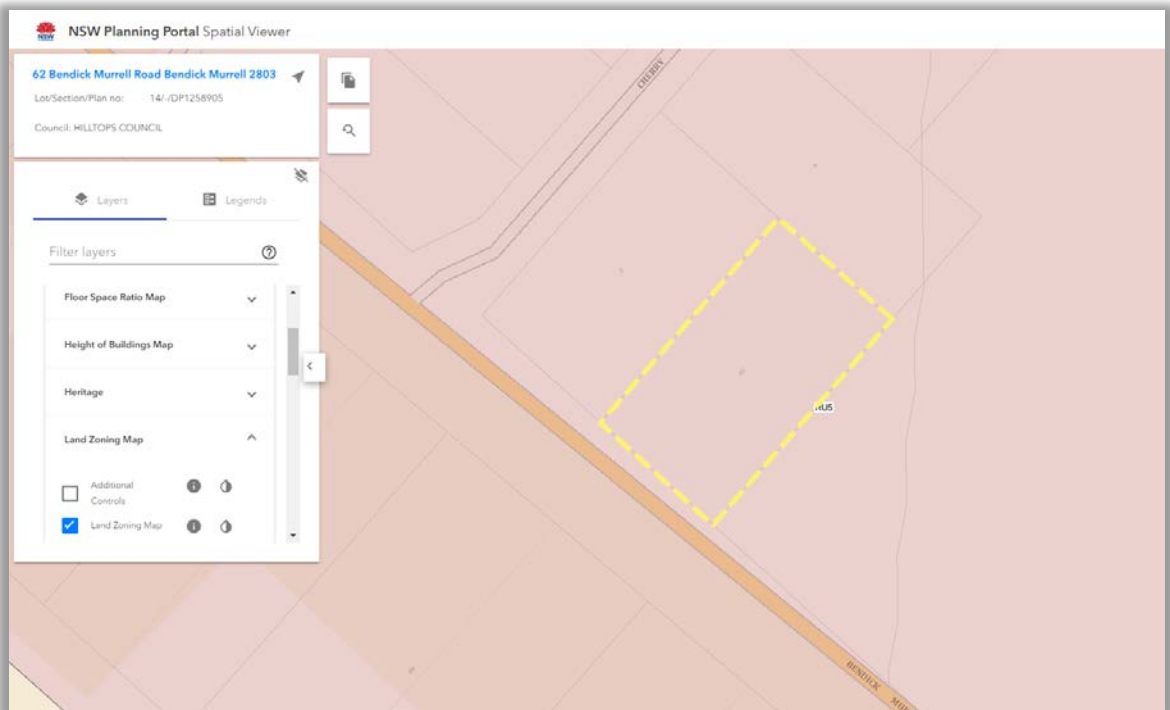 NSW
NSW Planning Portal Spatial Viewer
62 Bendick Murrell Road Bendick Murrell 2803
Lot/Section/Plan no: 14/-/DP1258905
Council: HILLTOPS COUNCIL
Layers
Legends
Filter layers
Floor Space Ratio Map
Height of Buildings Map
Heritage
Land Zoning Map
Additional
Controls
Land Zoning Map
CHERRY
RU5
BENDICK